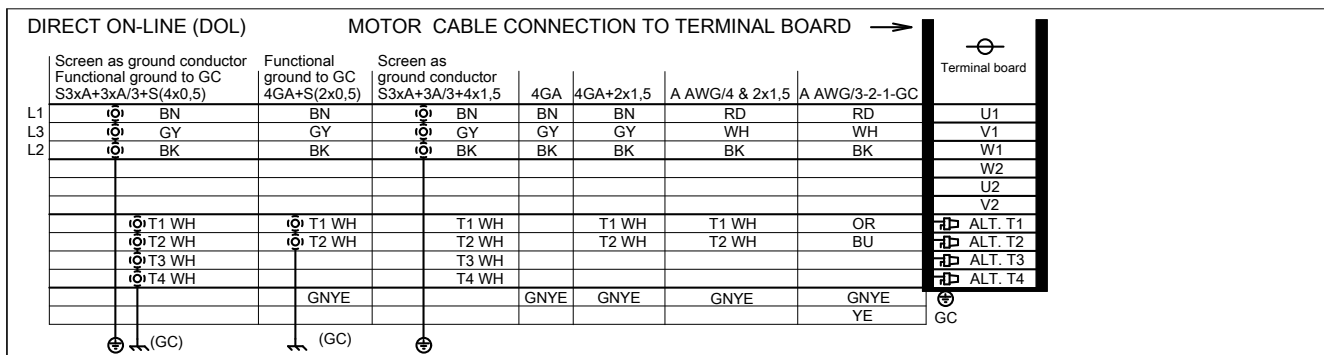 DIRECT ON-LINE (DOL) MOTOR CABLE CONNECTION TO TERMINAL BOARD
Screen as ground conductor Functional Screen as
Functional ground to GC ground to GC ground conductor Terminal board
S3xA+3xA/3+S(4x0,5) 4GA+S(2x0,5) S3xA+3A/3+4x1,5 4GA 4GA+2x1,5 A AWG/4 & 2x1,5 A AWG/3-2-1-GC
L1 BN BN BN BN BN RD RD U1
L3 GY GY GY GY GY WH WH V1
L2 BK BK BK BK BK BK BK W1
W2
U2
V2
T1 WH T1 WH T1 WH T1 WH T1 WH OR ALT. T1
T2 WH T2 WH T2 WH T2 WH T2 WH BU ALT. T2
T3 WH T3 WH ALT. T3
T4 WH T4 WH ALT. T4
GNYE GNYE GNYE GNYE GNYE
YE GC
(GC) (GC)